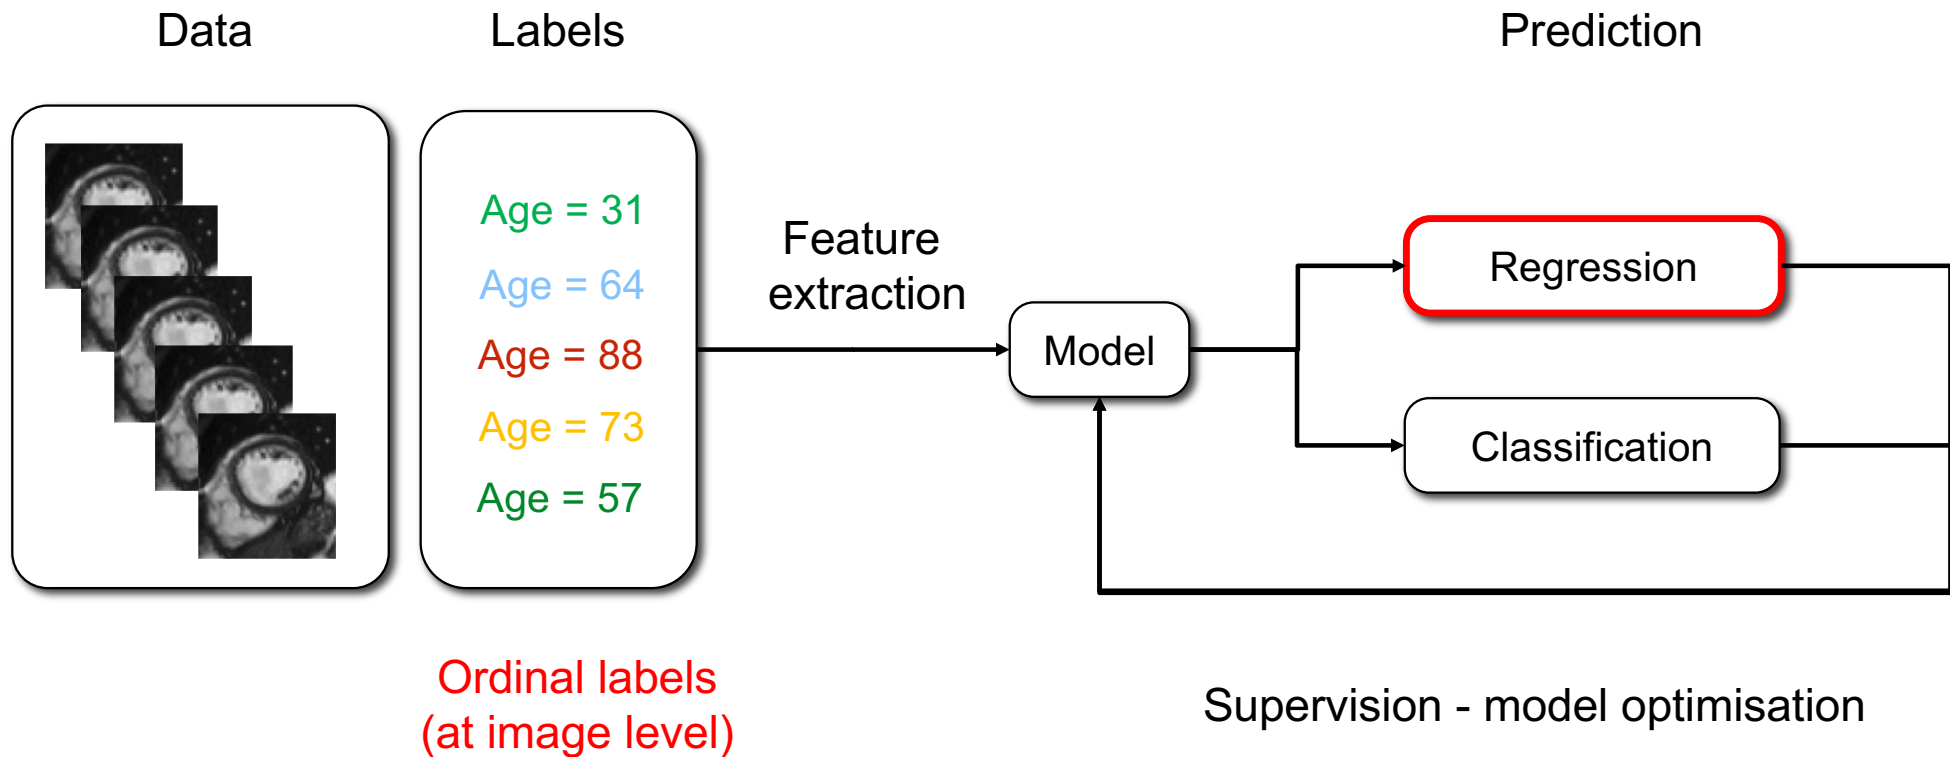 Data
Labels
Prediction
Age = 31
Age = 64
Age = 88
Age = 73
Age = 57
Feature
extraction
Model
Regression
Classification
Ordinal labels
(at image level)
Supervision - model optimisation